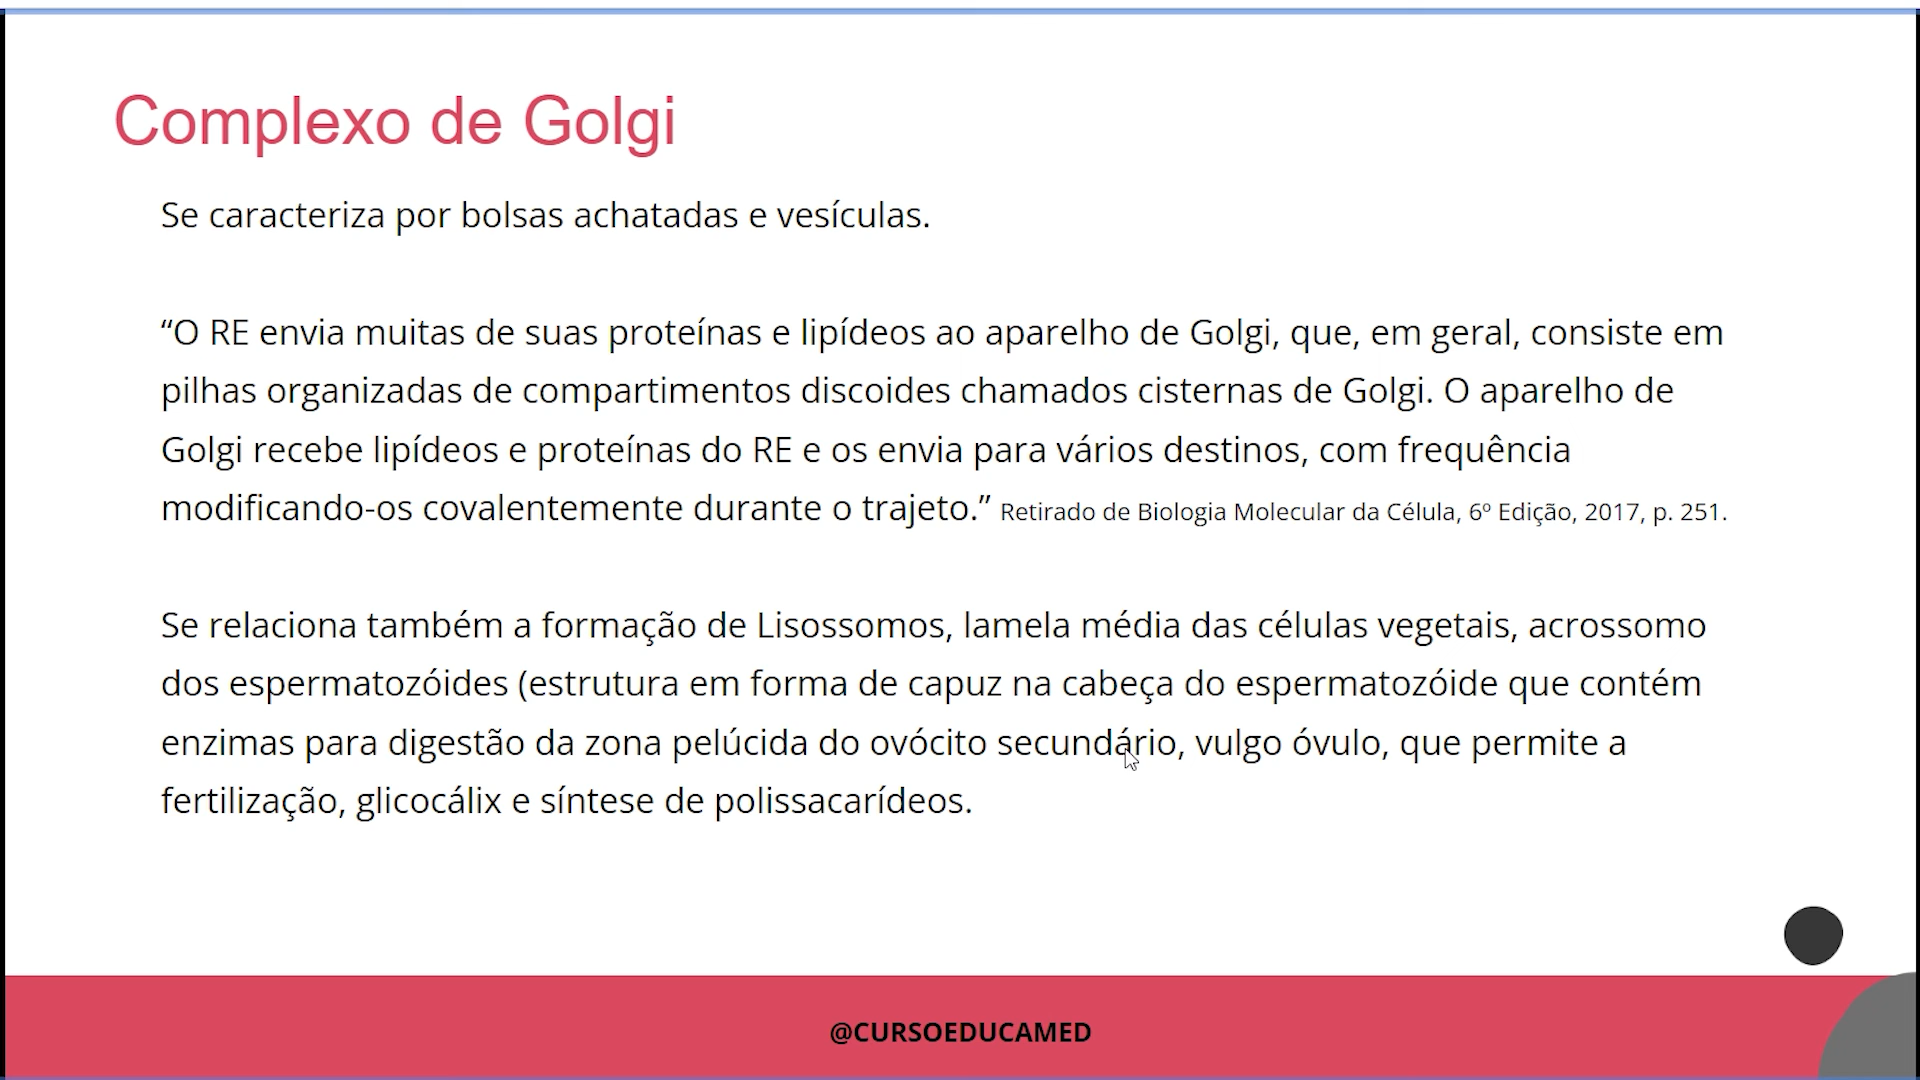 Complexo de Golgi
Se caracteriza por bolsas achatadas e vesículas.
“O RE envia muitas de suas proteínas e lipídeos ao aparelho de Golgi, que, em geral, consiste em
pilhas organizadas de compartimentos discoides chamados cisternas de Golgi. O aparelho de
Golgi recebe lipídeos e proteínas do RE e os envia para vários destinos, com frequência
modificando-os covalentemente durante o trajeto.” Retirado de Biologia Molecular da Célula, 6º Edição, 2017, p. 251.
Se relaciona também a formação de Lisossomos, lamela média das células vegetais, acrossomo
dos espermatozóides (estrutura em forma de capuz na cabeça do espermatozóide que contém
enzimas para digestão da zona pelúcida do ovócito secundário, vulgo óvulo, que permite a
fertilização, glicocálix e síntese de polissacarídeos.
@CURSOEDUCAMED